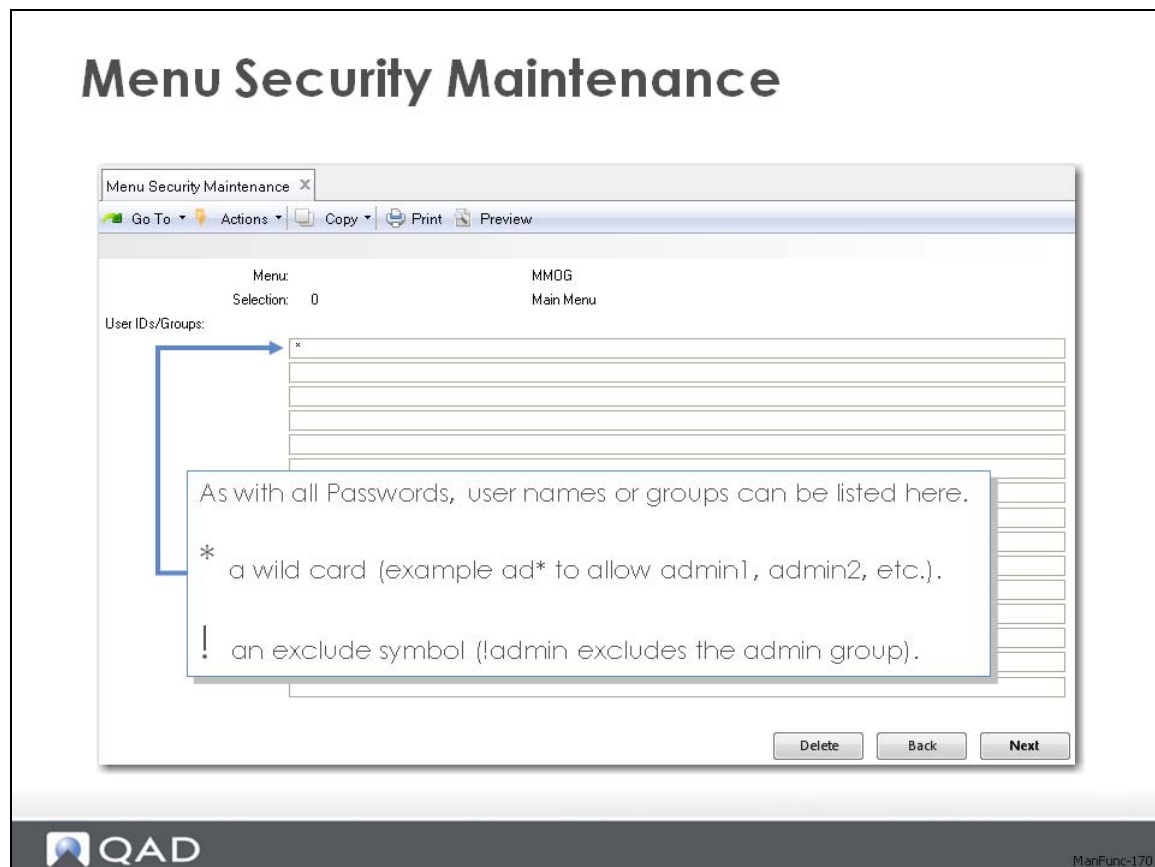 Menu Security Maintenance
Menu Security Maintenance X
Go To Actions Copy Print Preview
Menu: MMOG
Selection: 0 Main Menu
User IDs/Groups:
*
As with all Passwords, user names or groups can be listed here.
* a wild card (example ad* to allow admin1, admin2, etc.).
! an exclude symbol (!admin excludes the admin group).
Delete Back Next
QAD
ManFunc-170